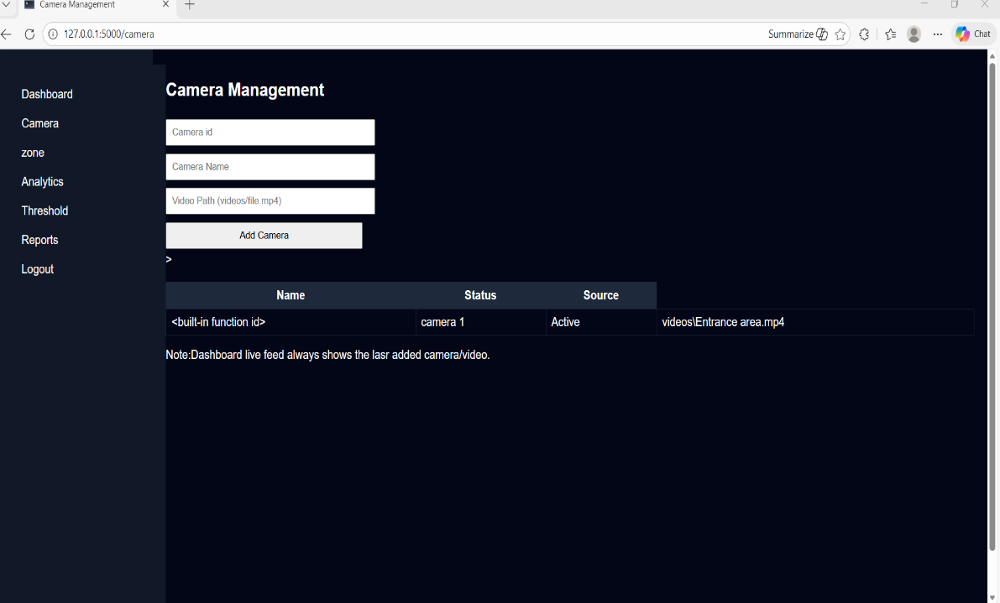 Camera Management
127.0.0.1:5000/camera
Summarize
Chat
Dashboard
Camera
zone
Analytics
Threshold
Reports
Logout
Camera Management
Camera id
Camera Name
Video Path (videos/file.mp4)
Add Camera
>
Name Status Source
<built-in function id> camera 1 Active videos\Entrance area.mp4
Note:Dashboard live feed always shows the lasr added camera/video.